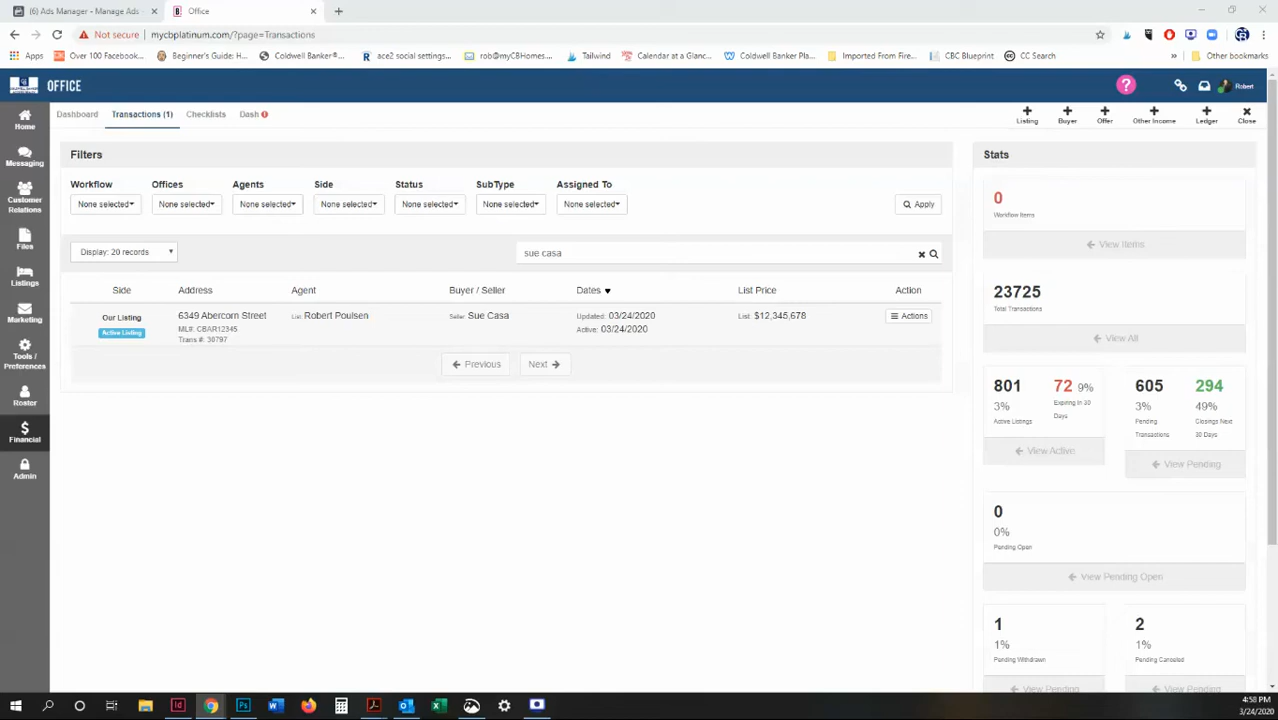 (6) Ads Manager - Manage Ads
Office
Not secure | mycbplatinum.com/?page=Transactions
Apps
Over 100 Facebook...
Beginner's Guide: H...
Coldwell Banker®...
ace2 social settings...
rob@myCBHomes...
Tailwind
Calendar at a Glanc...
Coldwell Banker Pla...
Imported From Fire...
CBC Blueprint
CC Search
»
Other bookmarks
OFFICE
?
Robert
Dashboard
Transactions (1)
Checklists
Dash
Listing
Buyer
Offer
Other Income
Ledger
Close
Home
Messaging
Customer
Relations
Files
Listings
Marketing
Tools /
Preferences
Roster
Financial
Admin
Filters
Workflow
Offices
Agents
Side
Status
SubType
Assigned To
None selected
None selected
None selected
None selected
None selected
None selected
None selected
Apply
Display: 20 records
sue casa
Side
Address
Agent
Buyer / Seller
Dates
List Price
Action
Our Listing
Active Listing
6349 Abercorn Street
ML#: CBAR12345
Trans #: 30797
List: Robert Poulsen
Seller: Sue Casa
Updated: 03/24/2020
Active: 03/24/2020
List: $12,345,678
Actions
Previous
Next
Stats
0
Workflow Items
View Items
23725
Total Transactions
View All
801
3%
Active Listings
72 9%
Expiring In 30
Days
View Active
605
3%
Pending
Transactions
294
49%
Closings Next
30 Days
View Pending
0
0%
Pending Open
View Pending Open
1
1%
Pending Withdrawn
View Pending
2
1%
Pending Canceled
View Pending
4:58 PM
3/24/2020